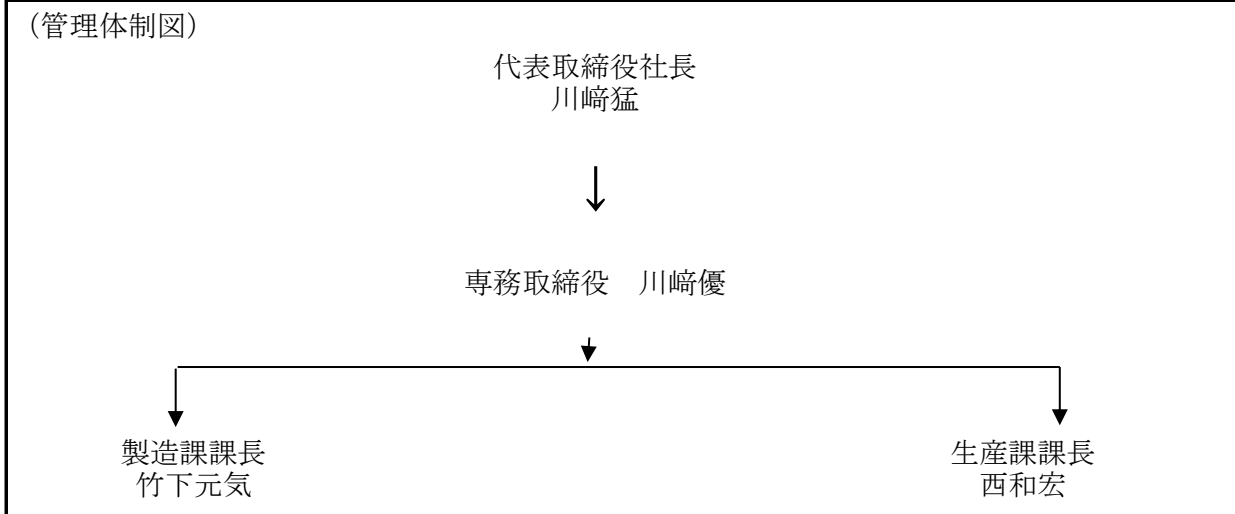 （管理体制図）
代表取締役社長
川﨑猛
専務取締役　川﨑優
製造課課長
竹下元気
生産課課長
西和宏